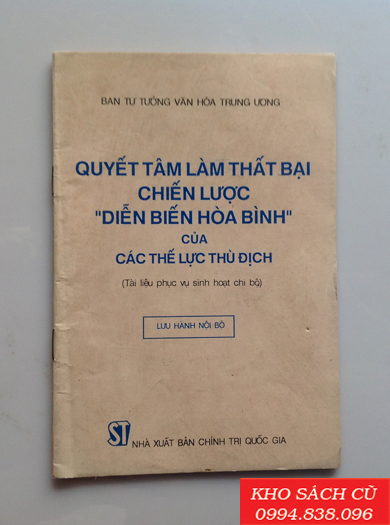 BAN TƯ TƯỞNG VĂN HÓA TRUNG ƯƠNG
QUYẾT TÂM LÀM THẤT BẠI
CHIẾN LƯỢC
"DIỄN BIẾN HÒA BÌNH"
CỦA
CÁC THẾ LỰC THÙ ĐỊCH
(Tài liệu phục vụ sinh hoạt chi bộ)
LƯU HÀNH NỘI BỘ
ST NHÀ XUẤT BẢN CHÍNH TRỊ QUỐC GIA
KHO SÁCH CŨ
0994.838.096